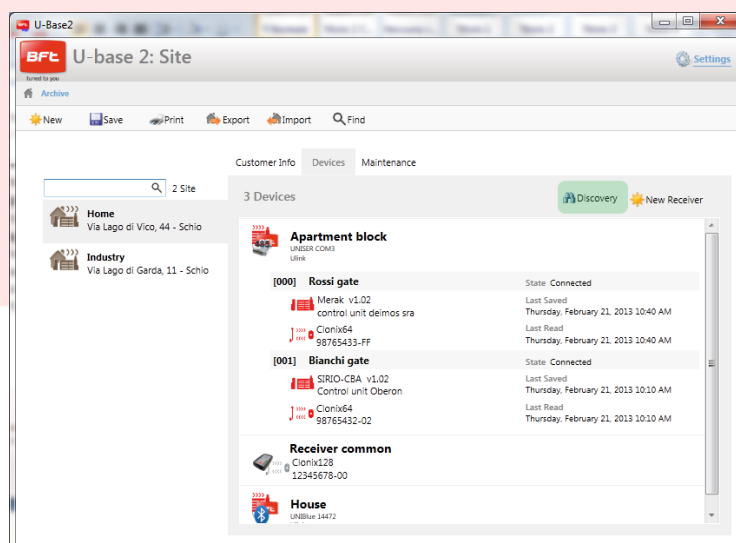 U-Base2
BFt
tuned to you
U-base 2: Site
Settings
Archive
New Save Print Export Import Find
Customer Info Devices Maintenance
2 Site
3 Devices
Discovery
New Receiver
Home
Via Lago di Vico, 44 - Schio
Industry
Via Lago di Garda, 11 - Schio
485
Apartment block
UNISER COM3
Ulink
[000] Rossi gate State Connected
Merak v1.02
control unit deimos sra
Last Saved
Thursday, February 21, 2013 10:40 AM
Clonix64
98765433-FF
Last Read
Thursday, February 21, 2013 10:40 AM
[001] Bianchi gate State Connected
SIRIO-CBA v1.02
Control unit Oberon
Last Saved
Thursday, February 21, 2013 10:10 AM
Clonix64
98765432-02
Last Read
Thursday, February 21, 2013 10:10 AM
Receiver common
Clonix128
12345678-00
House
UNIBlue 14472